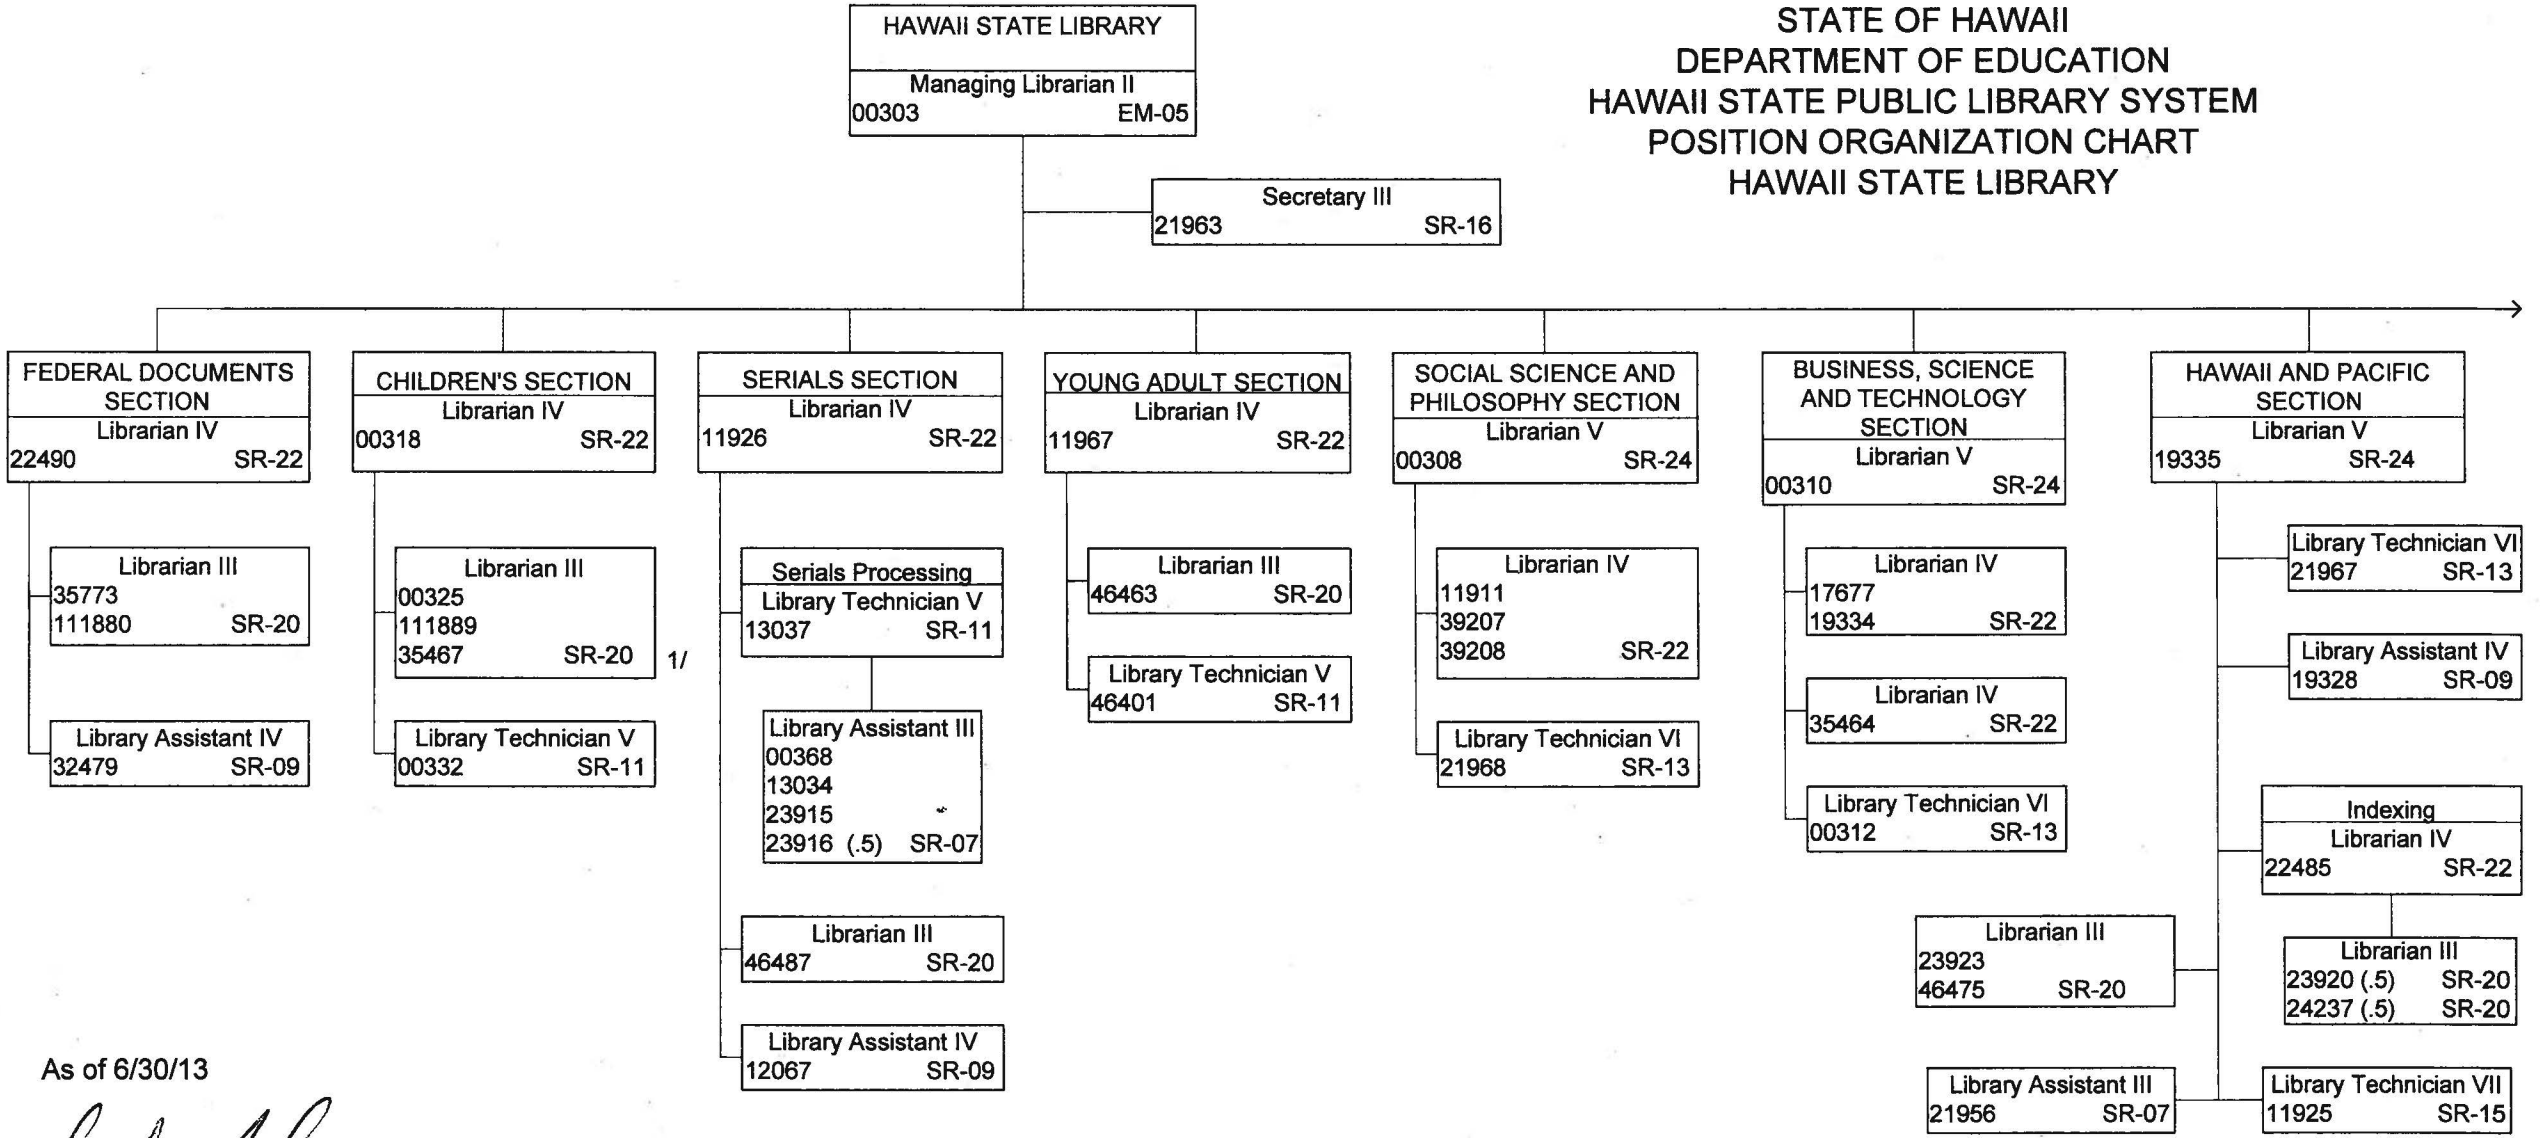 STATE OF HAWAII
DEPARTMENT OF EDUCATION
HAWAII STATE PUBLIC LIBRARY SYSTEM
POSITION ORGANIZATION CHART
HAWAII STATE LIBRARY
HAWAII STATE LIBRARY
Managing Librarian II
00303 EM-05
Secretary III
21963 SR-16
FEDERAL DOCUMENTS
SECTION
Librarian IV
22490 SR-22
Librarian III
35773
111880 SR-20
Library Assistant IV
32479 SR-09
CHILDREN'S SECTION
Librarian IV
00318 SR-22
Librarian III
00325
111889
35467 SR-20 1/
Library Technician V
00332 SR-11
SERIALS SECTION
Librarian IV
11926 SR-22
Serials Processing
Library Technician V
13037 SR-11
Library Assistant III
00368
13034
23915
23916 (.5) SR-07
Librarian III
46487 SR-20
Library Assistant IV
12067 SR-09
YOUNG ADULT SECTION
Librarian IV
11967 SR-22
Librarian III
46463 SR-20
Library Technician V
46401 SR-11
SOCIAL SCIENCE AND
PHILOSOPHY SECTION
Librarian V
00308 SR-24
Librarian IV
11911
39207
39208 SR-22
Library Technician VI
21968 SR-13
BUSINESS, SCIENCE
AND TECHNOLOGY
SECTION
Librarian V
00310 SR-24
Librarian IV
17677
19334 SR-22
Librarian IV
35464 SR-22
Library Technician VI
00312 SR-13
HAWAII AND PACIFIC
SECTION
Librarian V
19335 SR-24
Library Technician VI
21967 SR-13
Library Assistant IV
19328 SR-09
Indexing
Librarian IV
22485 SR-22
Librarian III
23920 (.5) SR-20
24237 (.5) SR-20
Librarian III
23923
46475 SR-20
Library Assistant III
21956 SR-07
Library Technician VII
11925 SR-15
As of 6/30/13